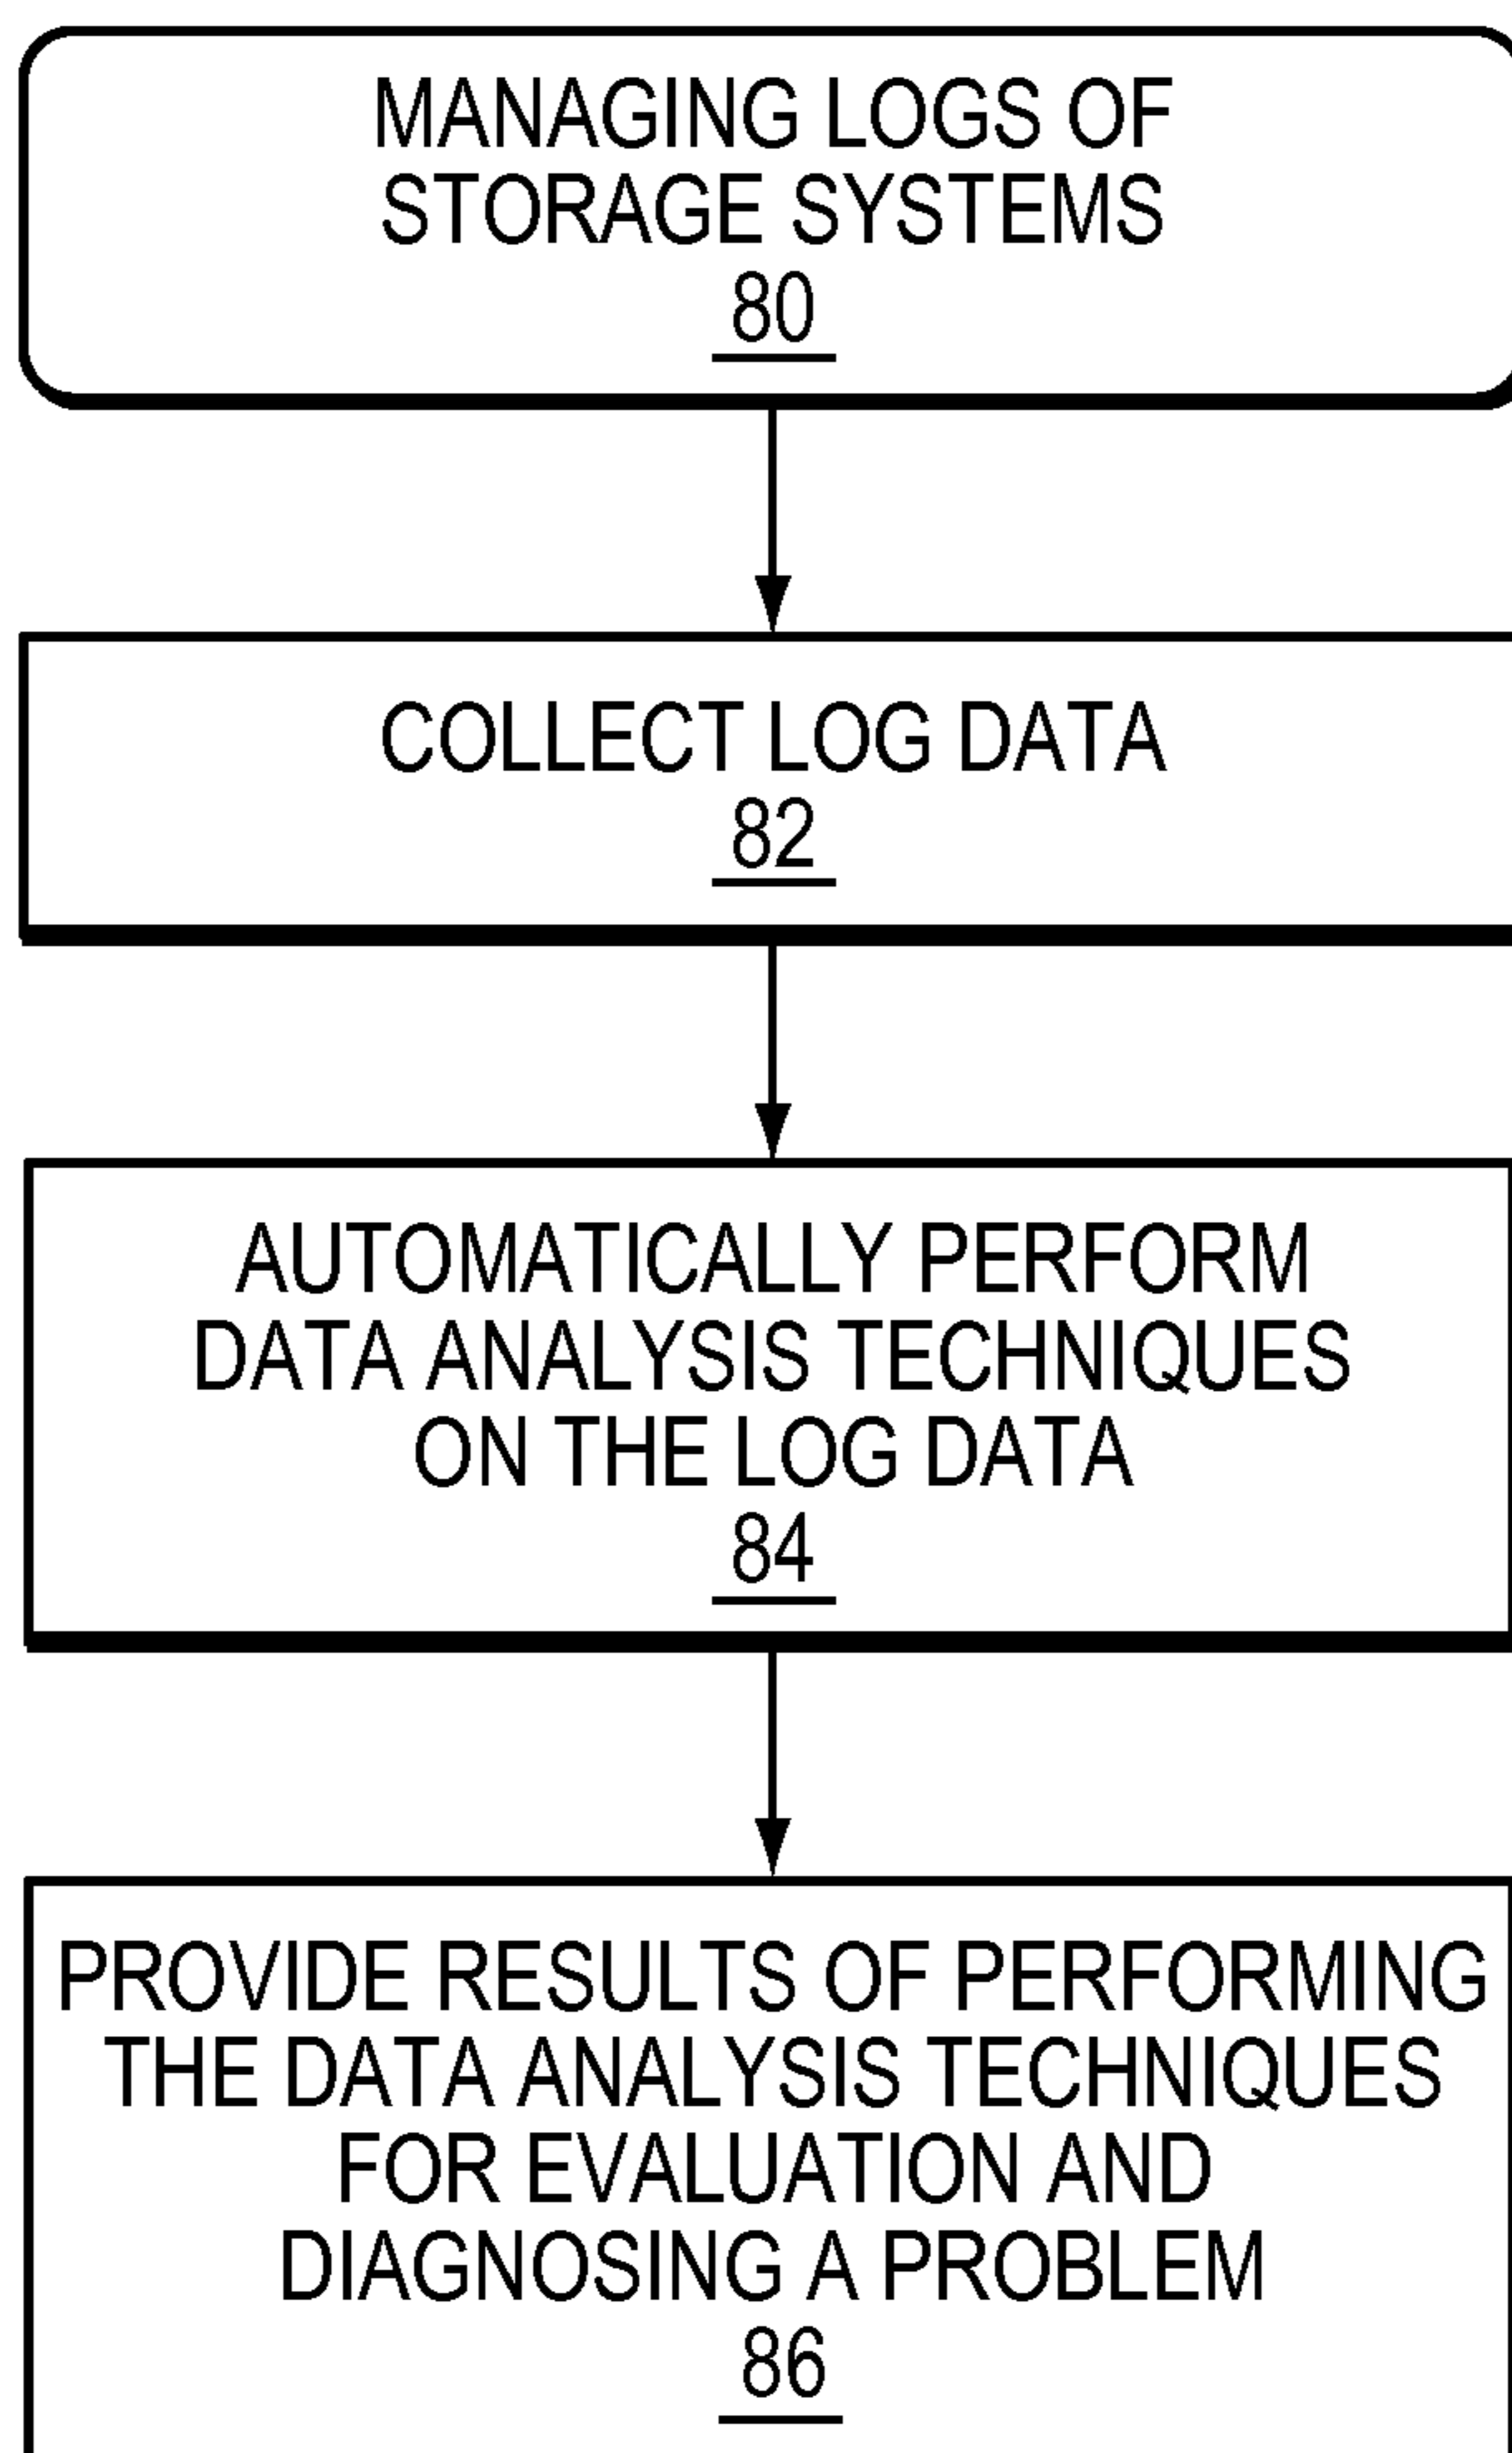 MANAGING LOGS OF
STORAGE SYSTEMS
80
COLLECT LOG DATA
82
AUTOMATICALLY PERFORM
DATA ANALYSIS TECHNIQUES
ON THE LOG DATA
84
PROVIDE RESULTS OF PERFORMING
THE DATA ANALYSIS TECHNIQUES
FOR EVALUATION AND
DIAGNOSING A PROBLEM
86